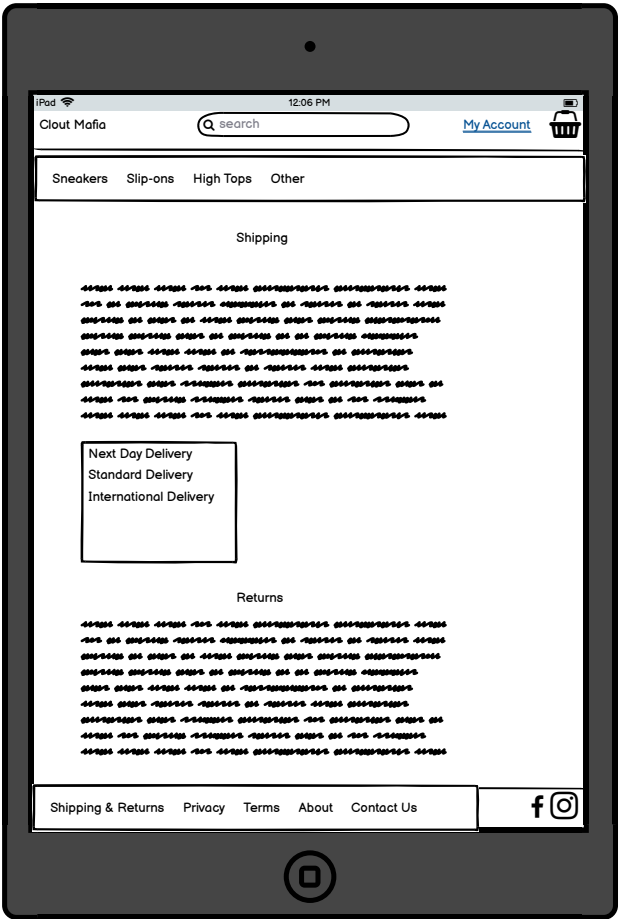 iPad 12:06 PM
Clout Mafia search My Account
Sneakers Slip-ons High Tops Other
Shipping
Next Day Delivery
Standard Delivery
International Delivery
Returns
Shipping & Returns Privacy Terms About Contact Us